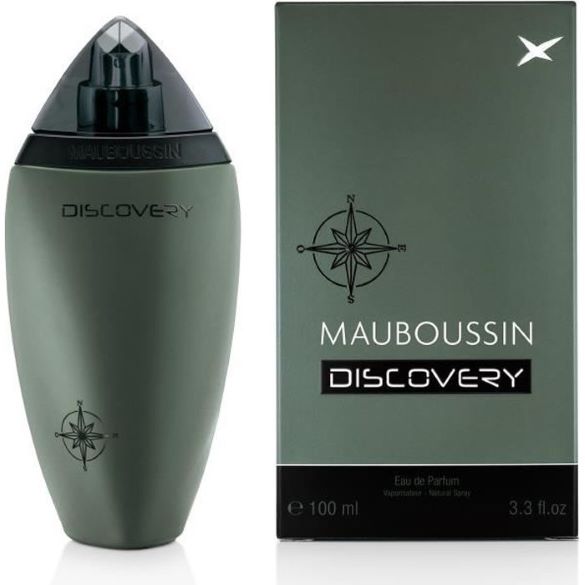 MAUBOUSSIN
DISCOVERY
N
E
S
MAUBOUSSIN
DISCOVERY
Eau de Parfum
Vaporisateur - Natural Spray
℮ 100 ml 3.3 fl.oz